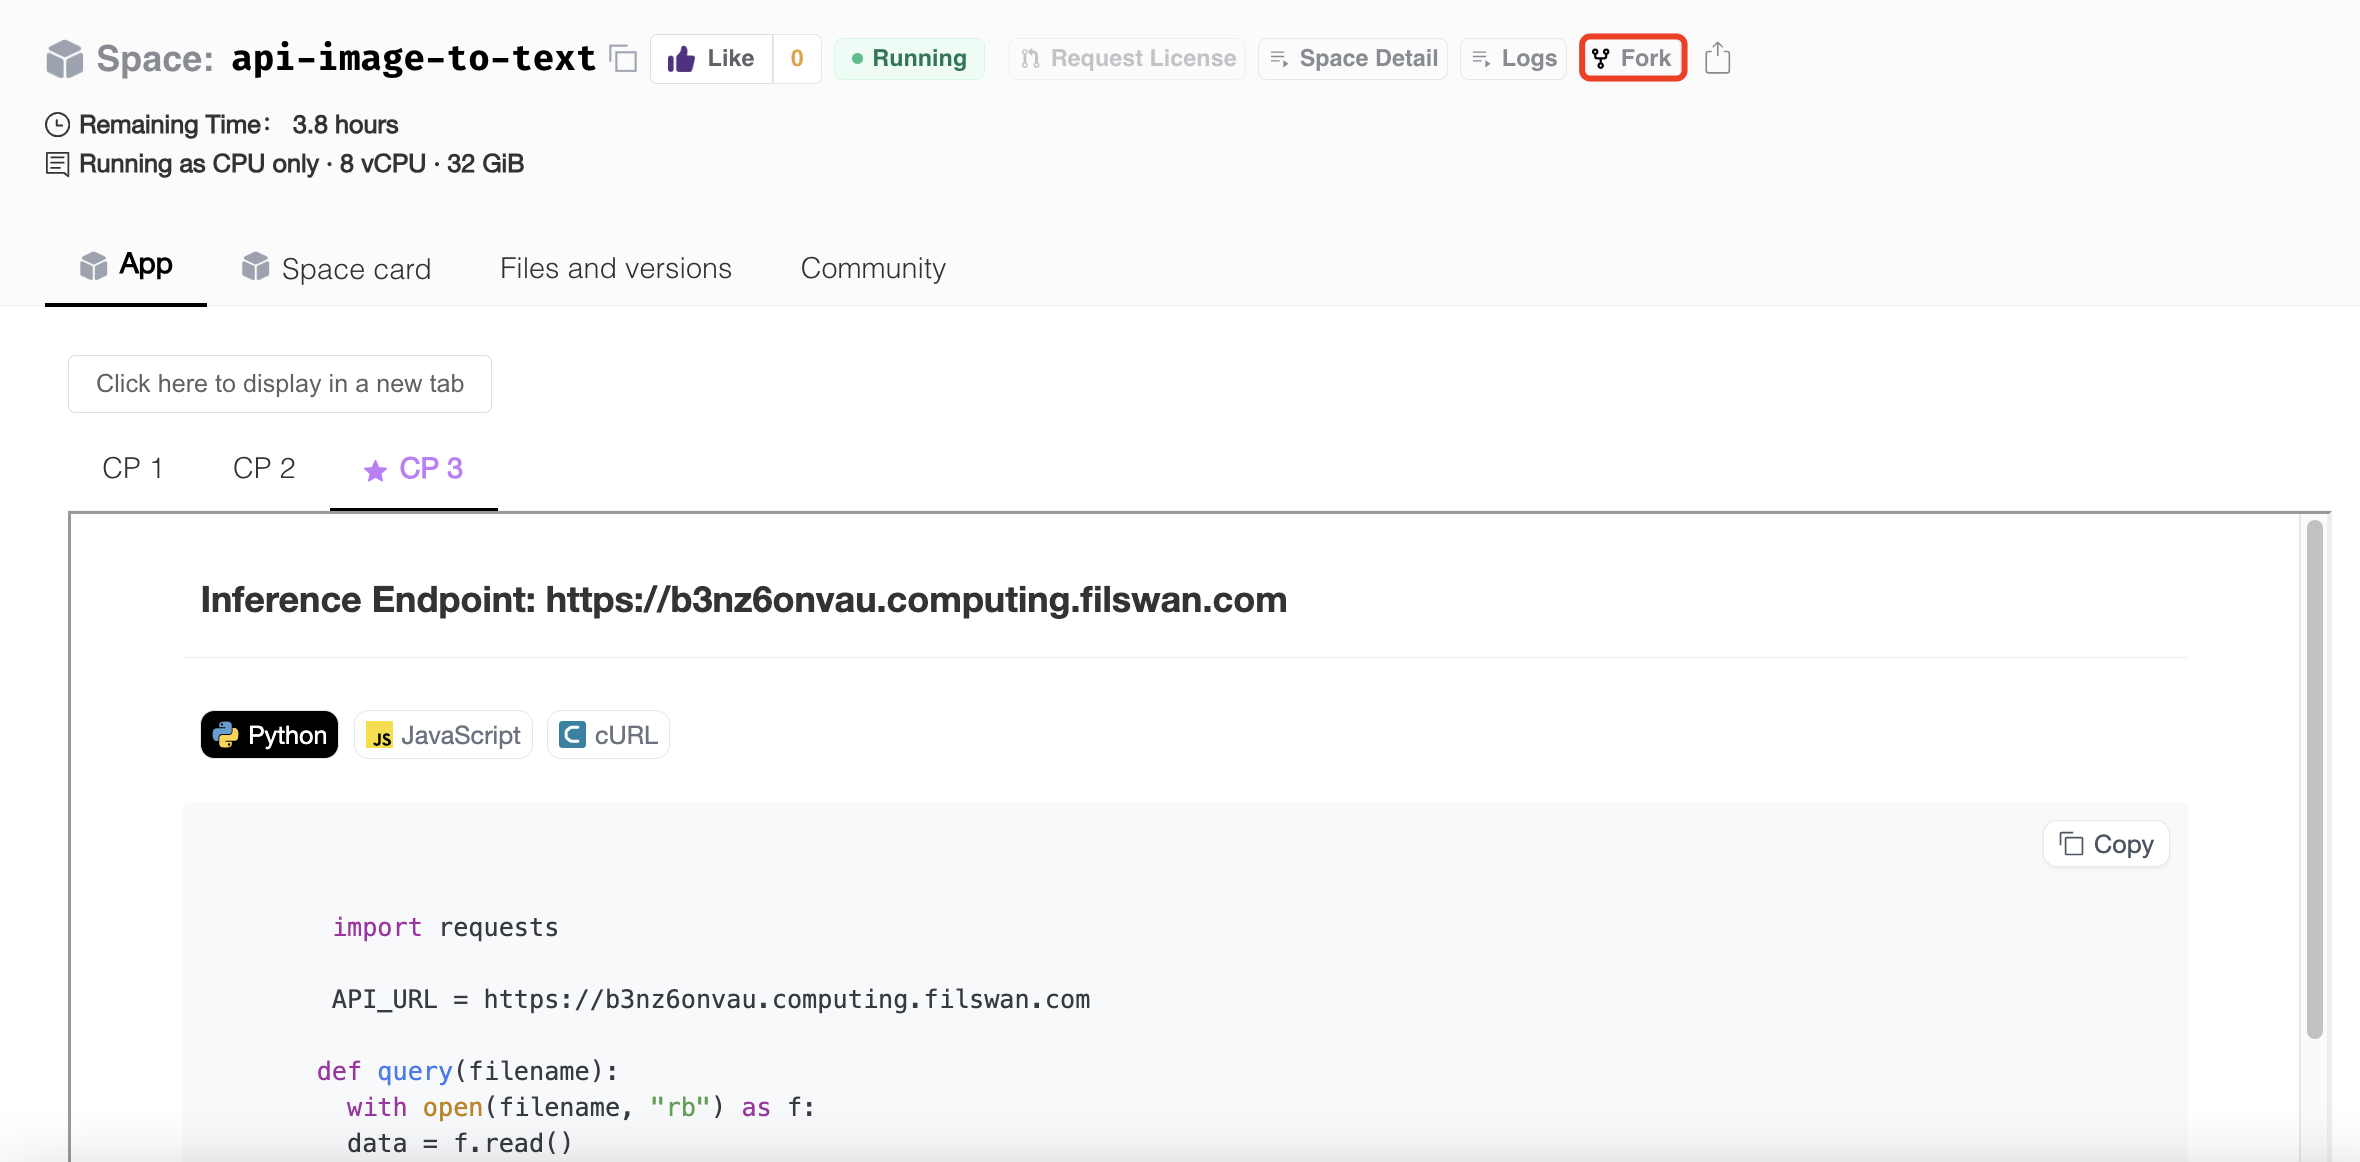 Space: api-image-to-text Like 0 Running Request License Space Detail Logs Fork
Remaining Time: 3.8 hours
Running as CPU only · 8 vCPU · 32 GiB
App Space card Files and versions Community
Click here to display in a new tab
CP 1 CP 2 CP 3
Inference Endpoint: https://b3nz6onvau.computing.filswan.com
Python JS JavaScript C cURL
Copy
import requests
API_URL = https://b3nz6onvau.computing.filswan.com
def query(filename):
with open(filename, "rb") as f:
data = f.read()